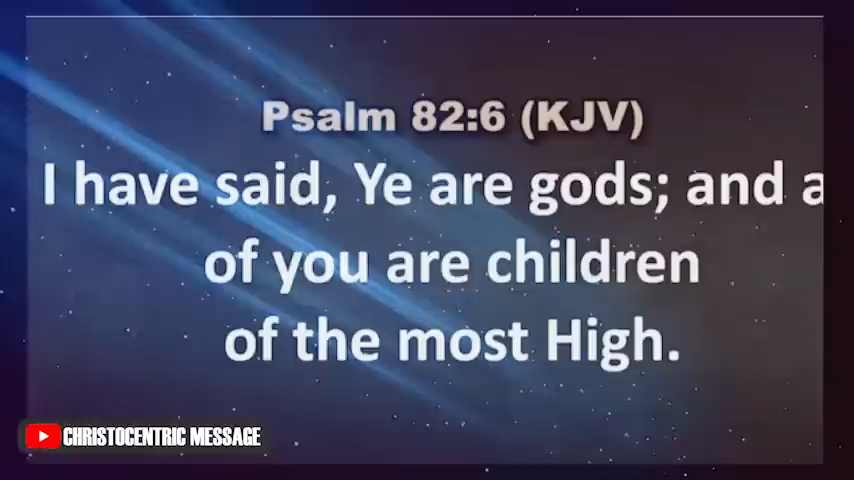 Psalm 82:6 (KJV)
I have said, Ye are gods; and
of you are children
of the most High.
CHRISTOCENTRIC MESSAGE